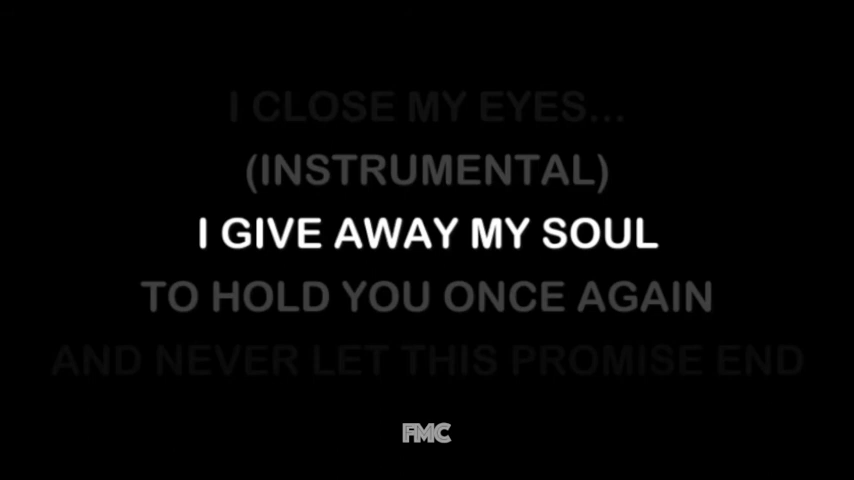 I CLOSE MY EYES...
(INSTRUMENTAL)
I GIVE AWAY MY SOUL
TO HOLD YOU ONCE AGAIN
AND NEVER LET THIS PROMISE END
FMC